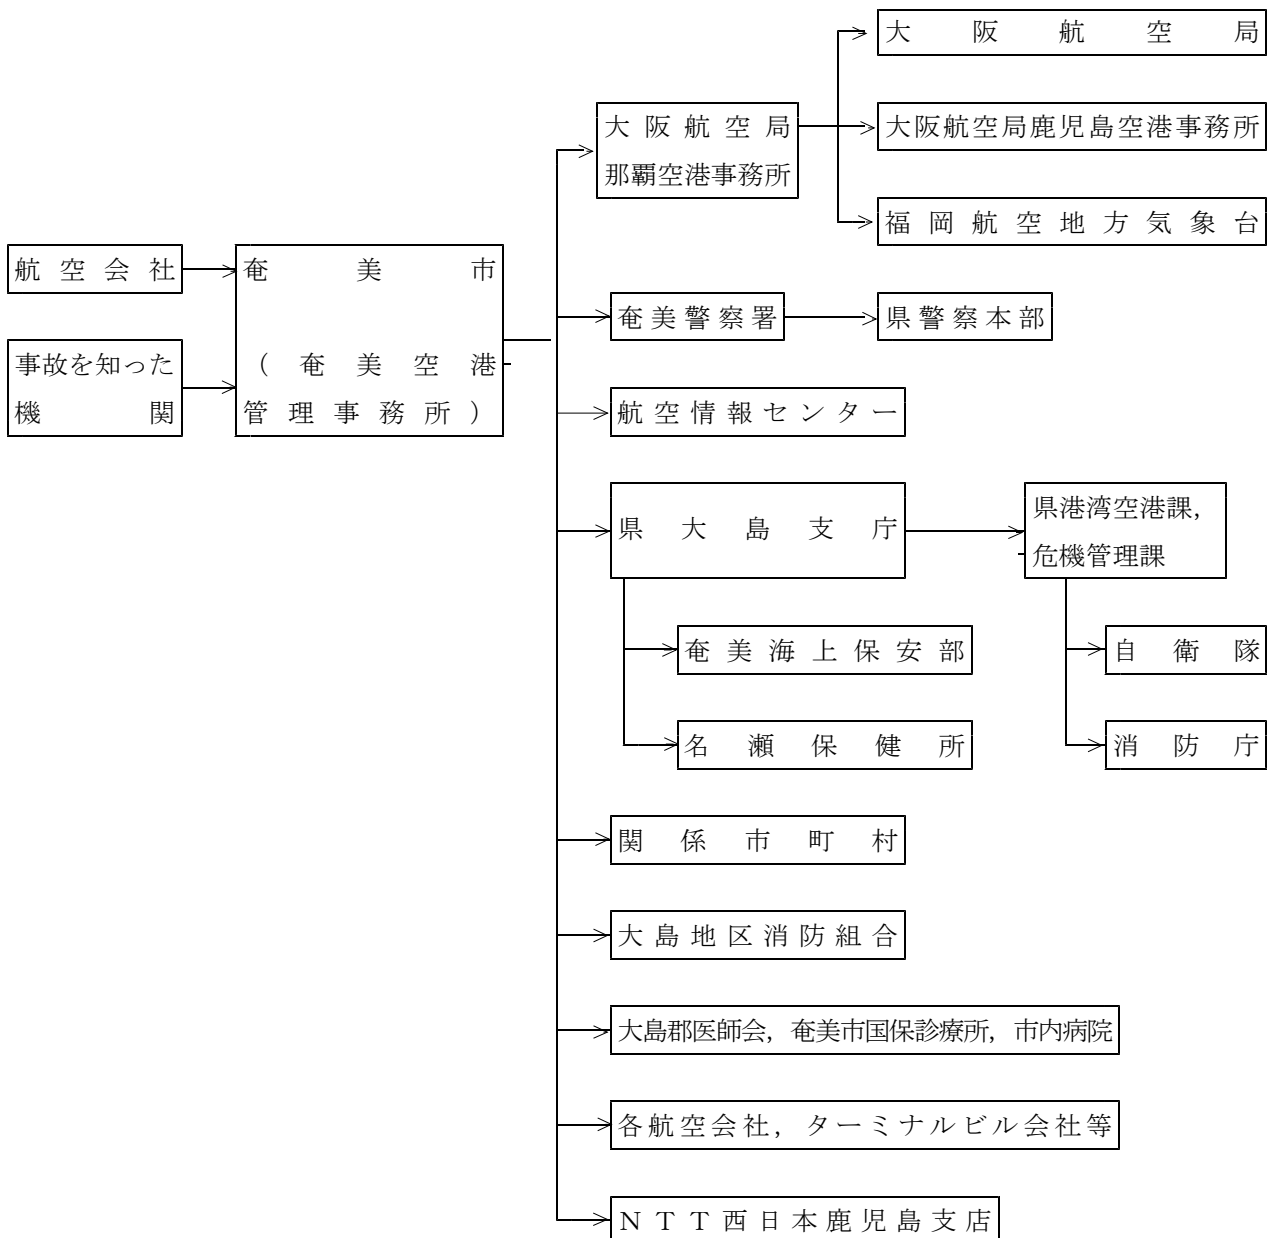 大阪航空局
大阪航空局
那覇空港事務所
大阪航空局鹿児島空港事務所
福岡航空地方気象台
航空会社
事故を知った
機関
奄美市
（奄美空港
管理事務所）
奄美警察署
県警察本部
航空情報センター
県大島支庁
県港湾空港課，
危機管理課
奄美海上保安部
自衛隊
名瀬保健所
消防庁
関係市町村
大島地区消防組合
大島郡医師会，奄美市国保診療所，市内病院
各航空会社，ターミナルビル会社等
ＮＴＴ西日本鹿児島支店